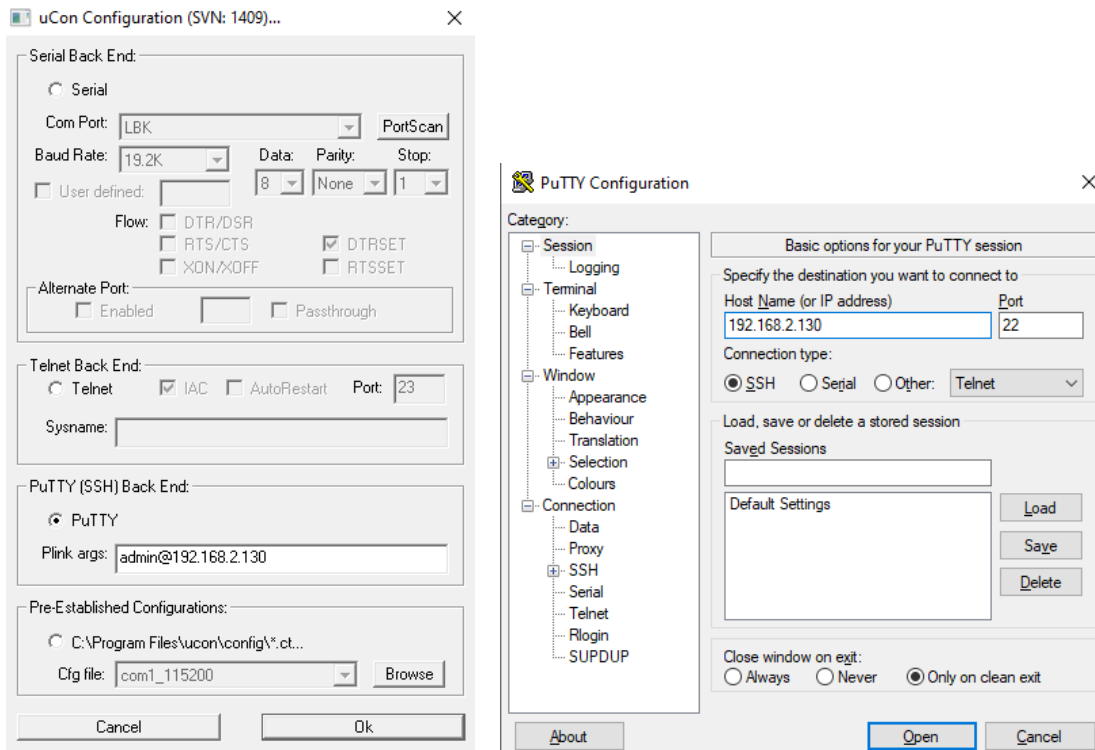 uCon Configuration (SVN: 1409)...
Serial Back End:
Serial
Com Port: LBK PortScan
Baud Rate: 19.2K Data: Parity: Stop:
User defined: 8 None 1
Flow: DTR/DSR
RTS/CTS DTRSET
XON/XOFF RTSSET
Alternate Port:
Enabled Passthrough
Telnet Back End:
Telnet IAC AutoRestart Port: 23
Sysname:
PuTTY (SSH) Back End:
PuTTY
Plink args: admin@192.168.2.130
Pre-Established Configurations:
C:\Program Files\ucon\config\*.ct...
Cfg file: com1_115200 Browse
Cancel Ok
PuTTY Configuration
Category:
Session
Logging
Terminal
Keyboard
Bell
Features
Window
Appearance
Behaviour
Translation
Selection
Colours
Connection
Data
Proxy
SSH
Serial
Telnet
Rlogin
SUPDUP
Basic options for your PuTTY session
Specify the destination you want to connect to
Host Name (or IP address) Port
192.168.2.130 22
Connection type:
SSH Serial Other: Telnet
Load, save or delete a stored session
Saved Sessions
Default Settings
Load
Save
Delete
Close window on exit:
Always Never Only on clean exit
About Open Cancel